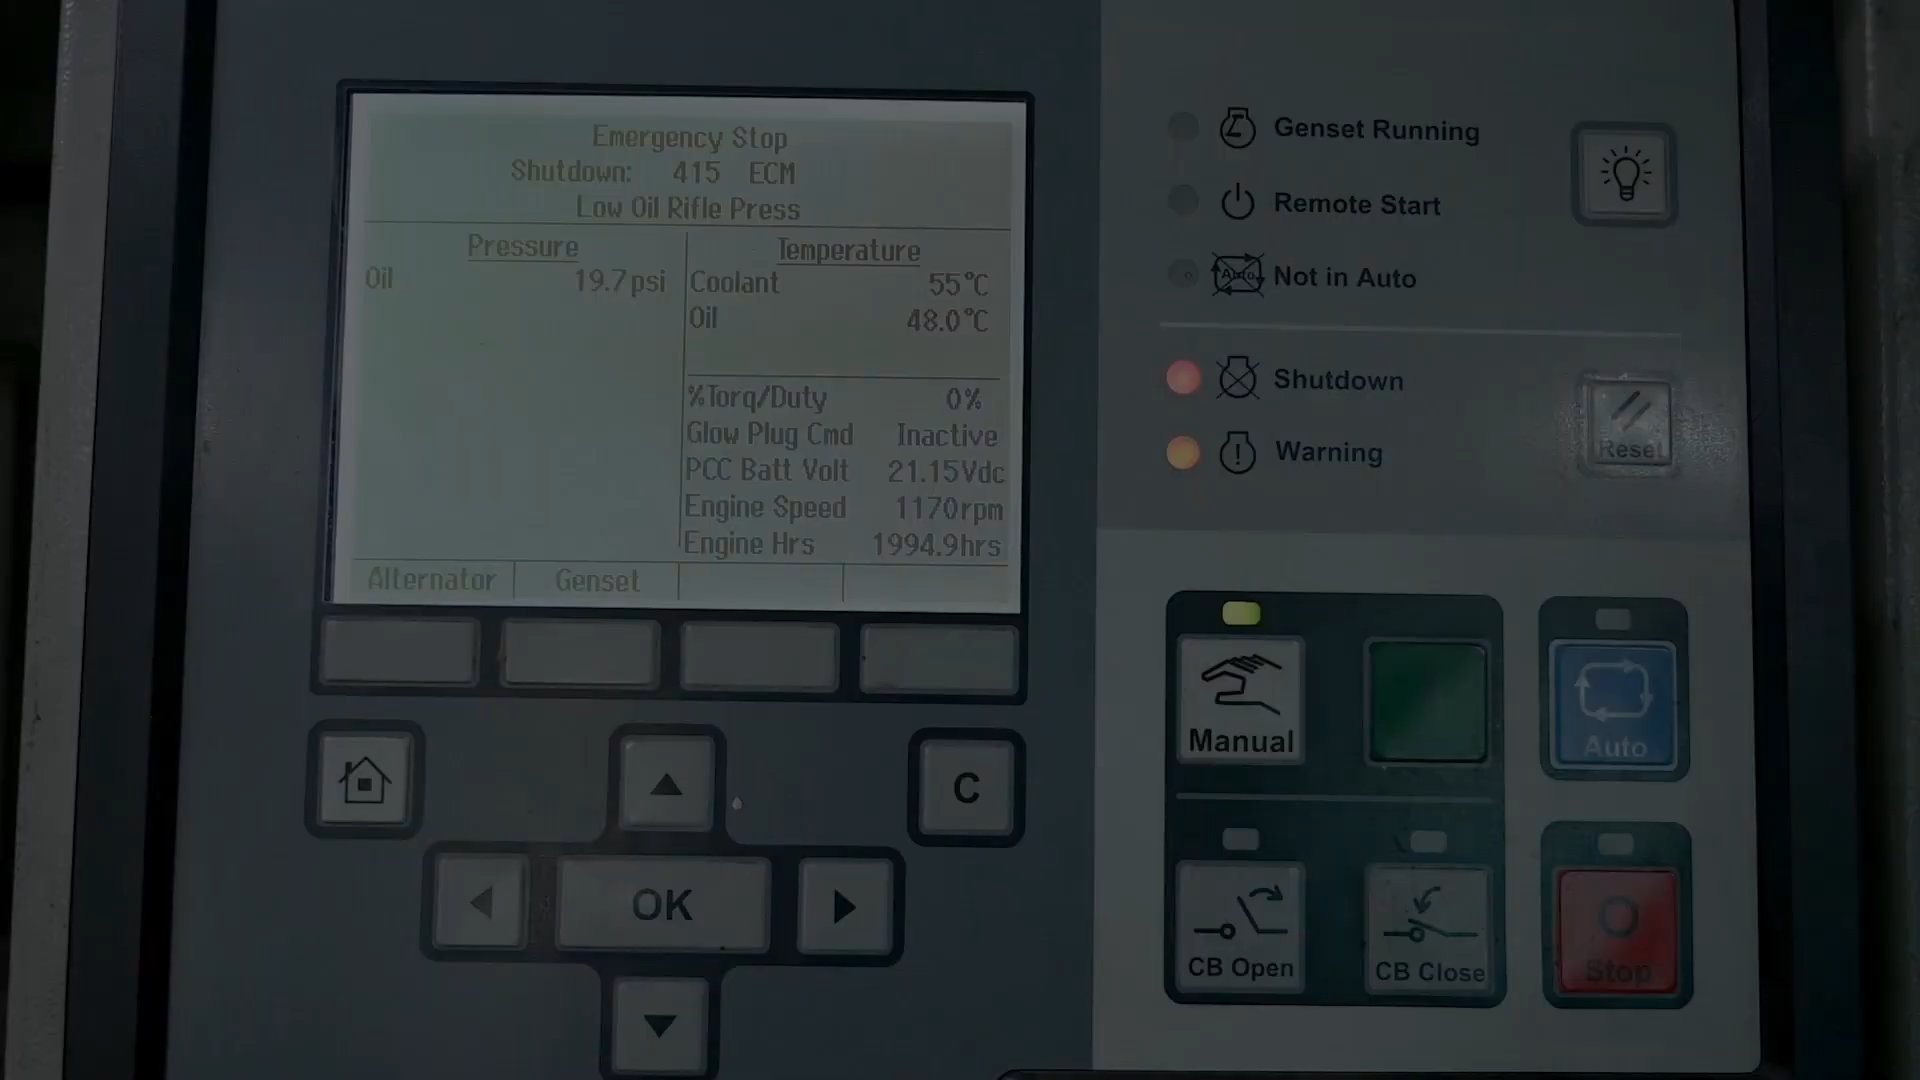 Emergency Stop
Shutdown: 415 ECM
Low Oil Rifle Press
Pressure
Oil 19.7 psi
Temperature
Coolant 55°C
Oil 48.0°C
%Torq/Duty 0%
Glow Plug Cmd Inactive
PCC Batt Volt 21.15Vdc
Engine Speed 1170rpm
Engine Hrs 1994.9hrs
Alternator Genset
Genset Running
Remote Start
Auto Not in Auto
Shutdown
Warning
Reset
Manual
Auto
C
OK
CB Open
CB Close
Stop